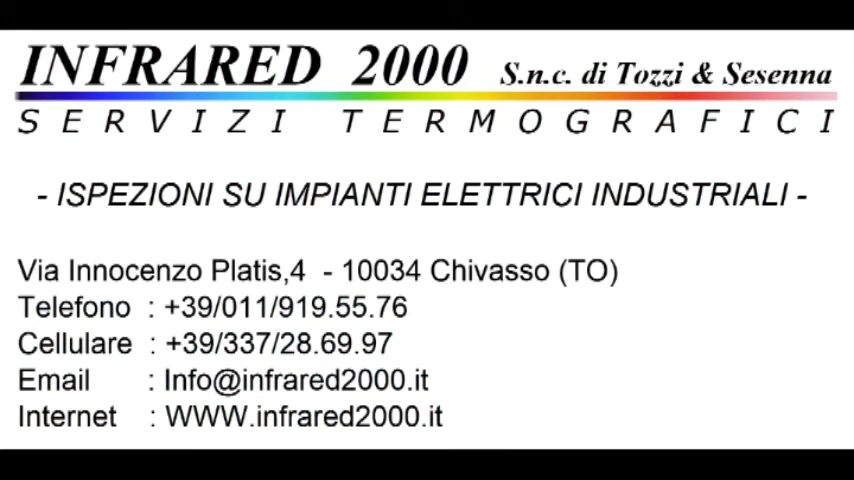 INFRARED 2000 S.n.c. di Tozzi & Sesenna
SERVIZI TERMOGRAFICI
- ISPEZIONI SU IMPIANTI ELETTRICI INDUSTRIALI -
Via Innocenzo Platis,4 - 10034 Chivasso (TO)
Telefono : +39/011/919.55.76
Cellulare : +39/337/28.69.97
Email : Info@infrared2000.it
Internet : WWW.infrared2000.it